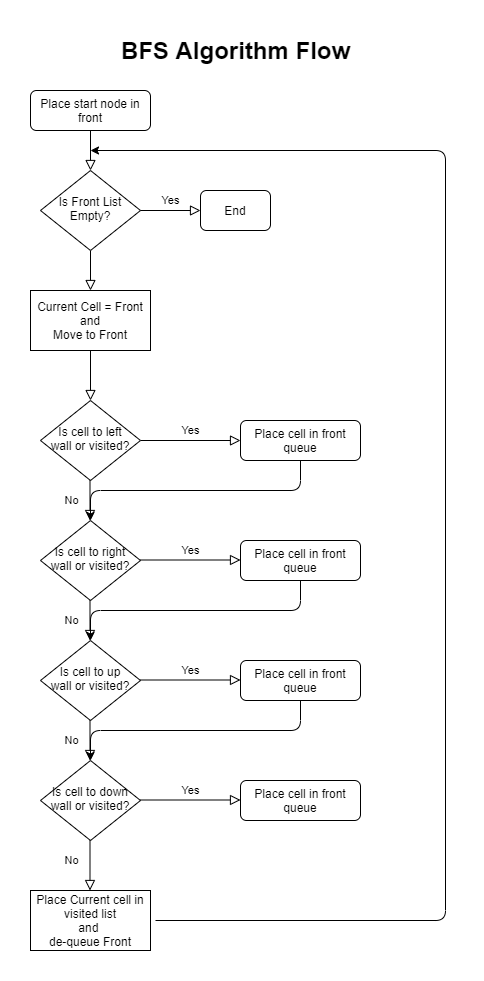 BFS Algorithm Flow
Place start node in
front
Is Front List
Empty?
Yes
End
Current Cell = Front
and
Move to Front
Is cell to left
wall or visited?
Yes
Place cell in front
queue
No
Is cell to right
wall or visited?
Yes
Place cell in front
queue
No
Is cell to up
wall or visited?
Yes
Place cell in front
queue
No
Is cell to down
wall or visited?
Yes
Place cell in front
queue
No
Place Current cell in
visited list
and
de-queue Front